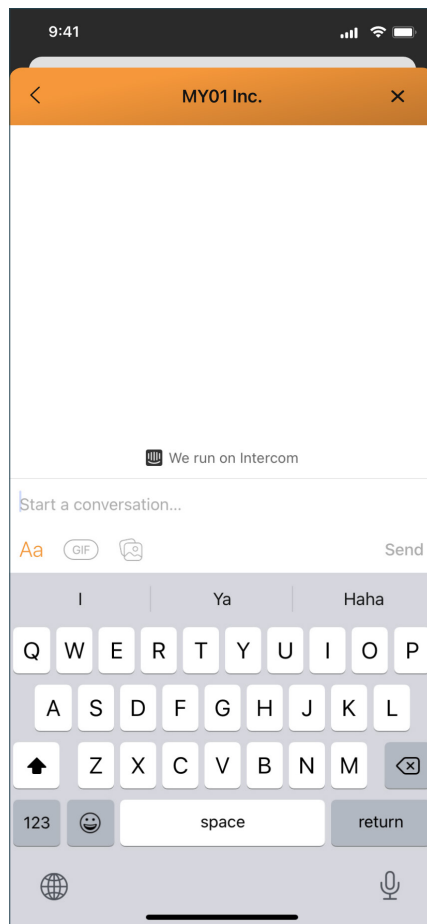 9:41
MY01 Inc.
We run on Intercom
Start a conversation...
Aa GIF Send
I Ya Haha
Q W E R T Y U I O P
A S D F G H J K L
Z X C V B N M
123 space return